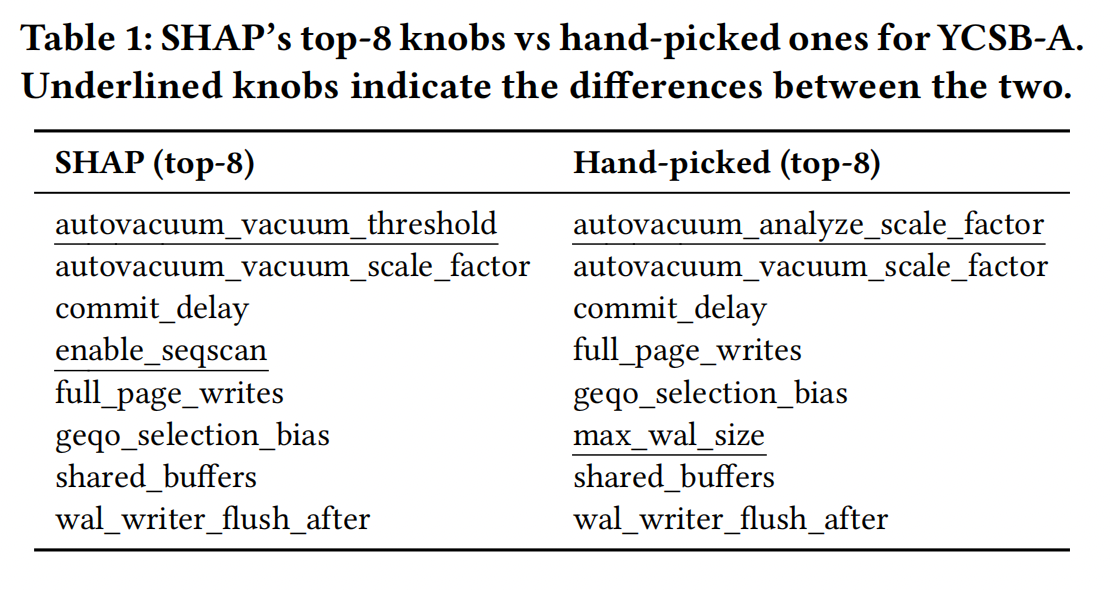 Table 1: SHAP's top-8 knobs vs hand-picked ones for YCSB-A.
Underlined knobs indicate the differences between the two.
SHAP (top-8) Hand-picked (top-8)
autovacuum_vacuum_threshold autovacuum_analyze_scale_factor
autovacuum_vacuum_scale_factor autovacuum_vacuum_scale_factor
commit_delay commit_delay
enable_seqscan full_page_writes
full_page_writes geqo_selection_bias
geqo_selection_bias max_wal_size
shared_buffers shared_buffers
wal_writer_flush_after wal_writer_flush_after